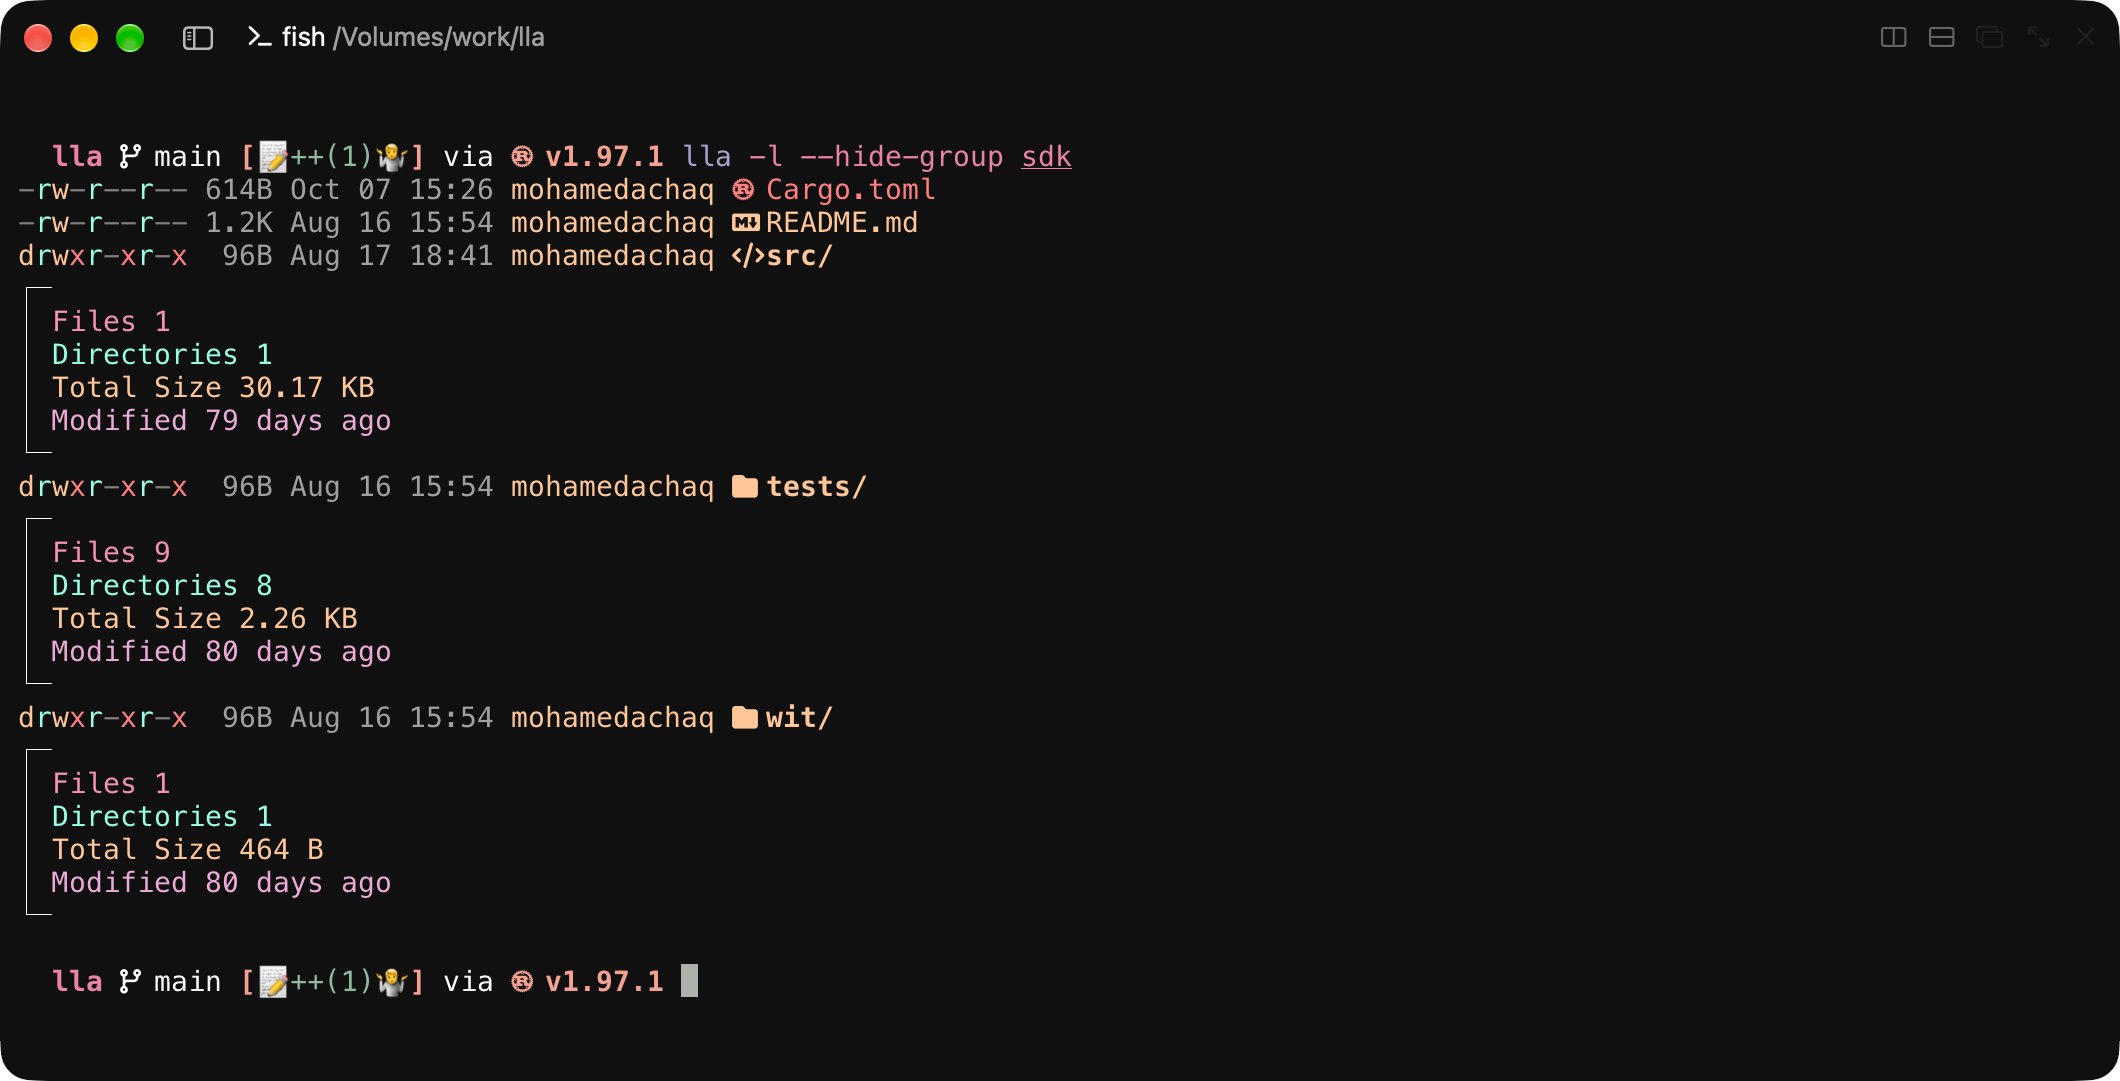 fish /Volumes/work/lla
lla main [📝++(1)🤷] via v1.97.1 lla -l --hide-group sdk
-rw-r--r-- 614B Oct 07 15:26 mohamedachaq Cargo.toml
-rw-r--r-- 1.2K Aug 16 15:54 mohamedachaq README.md
drwxr-xr-x 96B Aug 17 18:41 mohamedachaq </>src/
Files 1
Directories 1
Total Size 30.17 KB
Modified 79 days ago
drwxr-xr-x 96B Aug 16 15:54 mohamedachaq tests/
Files 9
Directories 8
Total Size 2.26 KB
Modified 80 days ago
drwxr-xr-x 96B Aug 16 15:54 mohamedachaq wit/
Files 1
Directories 1
Total Size 464 B
Modified 80 days ago
lla main [📝++(1)🤷] via v1.97.1